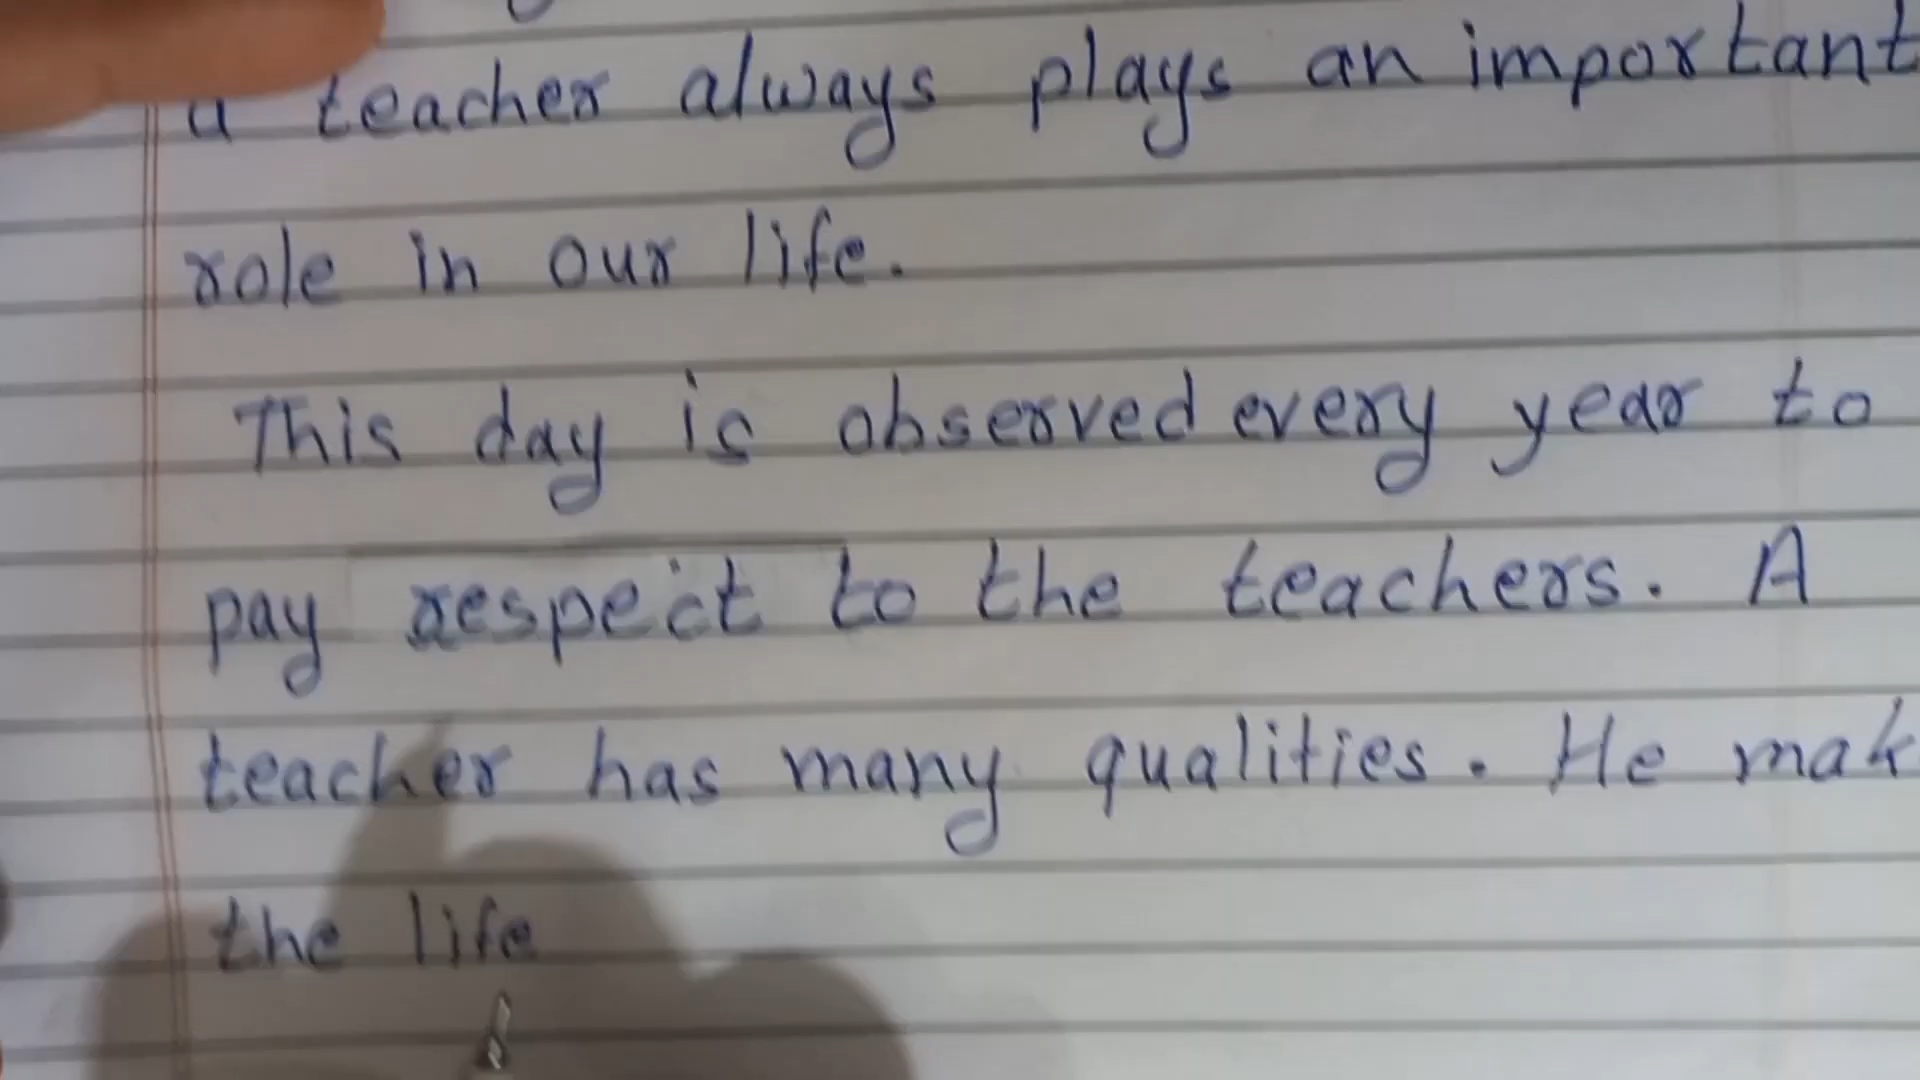 a teacher always plays an important
role in our life.
This day is observed every year to
pay respect to the teachers. A
teacher has many qualities. He mak
the life